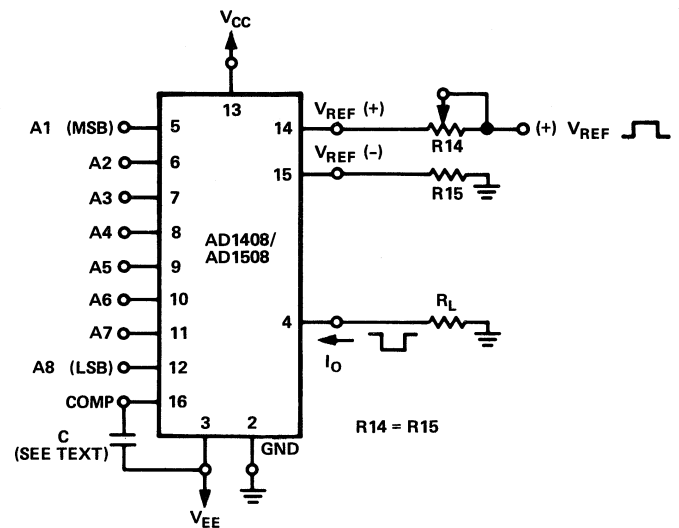 VCC
13
A1 (MSB) 5
14 VREF (+)
R14
(+) VREF
A2 6
VREF (-)
15
R15
A3 7
A4 8
AD1408/
AD1508
A5 9
A6 10
A7 11
4
RL
IO
A8 (LSB) 12
COMP 16
3 2
R14 = R15
C
(SEE TEXT)
GND
VEE